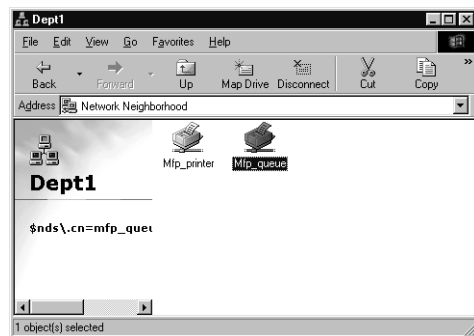 Dept1
File Edit View Go Favorites Help
Back Forward Up Map Drive Disconnect Cut Copy »
Address Network Neighborhood
Mfp_printer Mfp_queue
Dept1
$nds\.cn=mfp_queu
1 object(s) selected